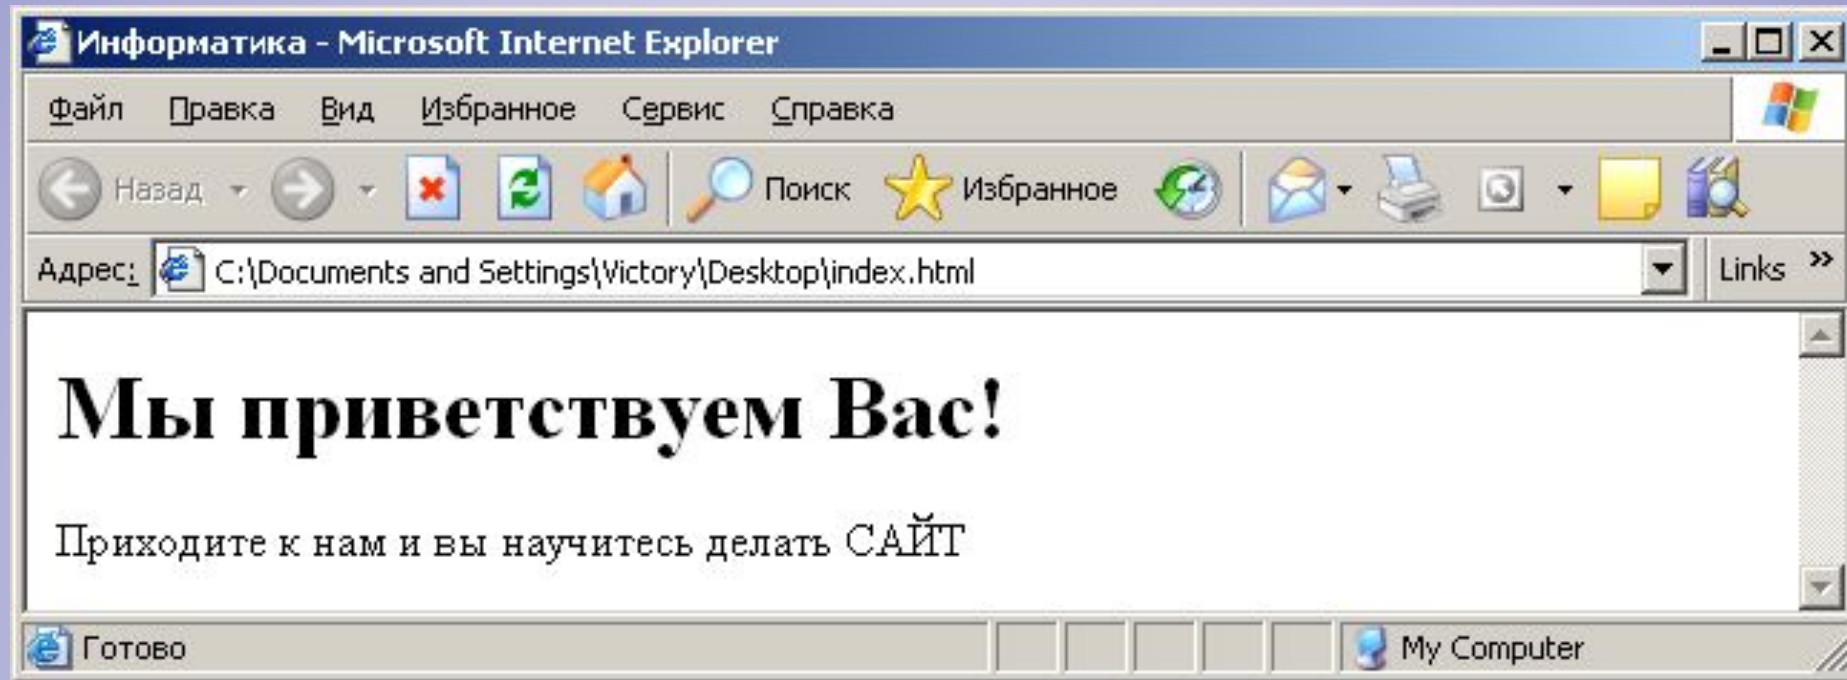 Информатика - Microsoft Internet Explorer
Файл Правка Вид Избранное Сервис Справка
Назад Поиск Избранное
Адрес: C:\Documents and Settings\Victory\Desktop\index.html Links »
Мы приветствуем Вас!
Приходите к нам и вы научитесь делать САЙТ
Готово My Computer